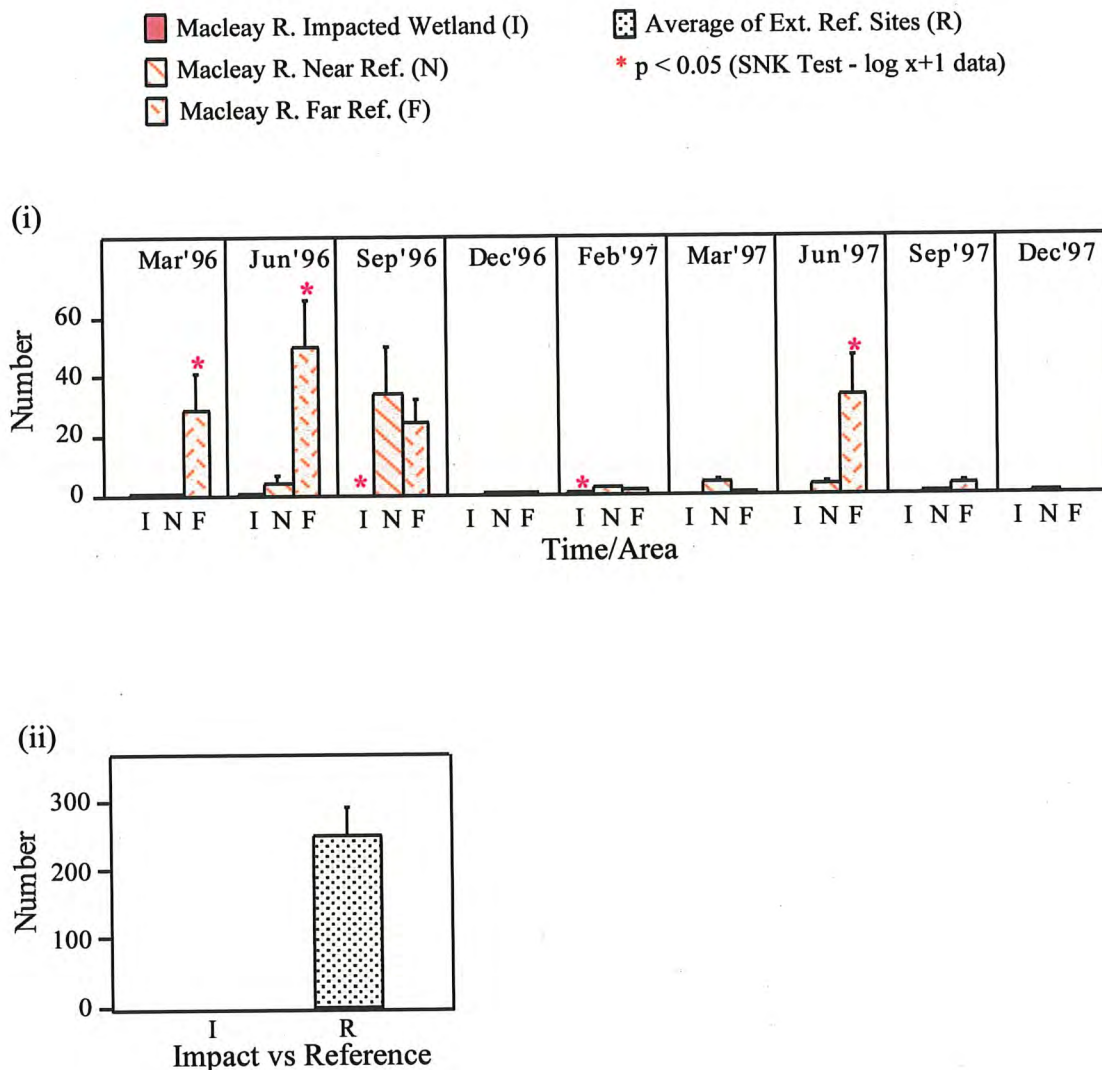 Macleay R. Impacted Wetland (I)
Macleay R. Near Ref. (N)
Macleay R. Far Ref. (F)
Average of Ext. Ref. Sites (R)
* p < 0.05 (SNK Test - log x+1 data)
(i)
Mar'96 Jun'96 Sep'96 Dec'96 Feb'97 Mar'97 Jun'97 Sep'97 Dec'97
* * * * *
60
40
20
0
Number
I N F I N F I N F I N F I N F I N F I N F I N F I N F
Time/Area
(ii)
300
200
100
0
Number
I R
Impact vs Reference